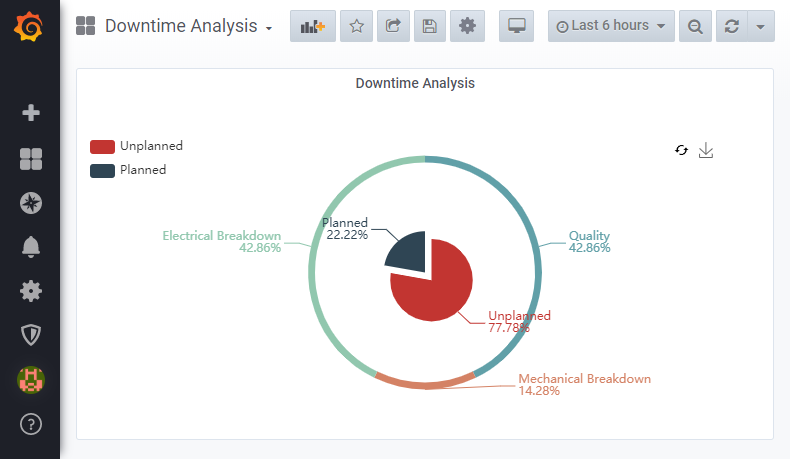 Downtime Analysis
Last 6 hours
Downtime Analysis
Unplanned
Planned
Planned
22.22%
Electrical Breakdown
42.86%
Quality
42.86%
Unplanned
77.78%
Mechanical Breakdown
14.28%